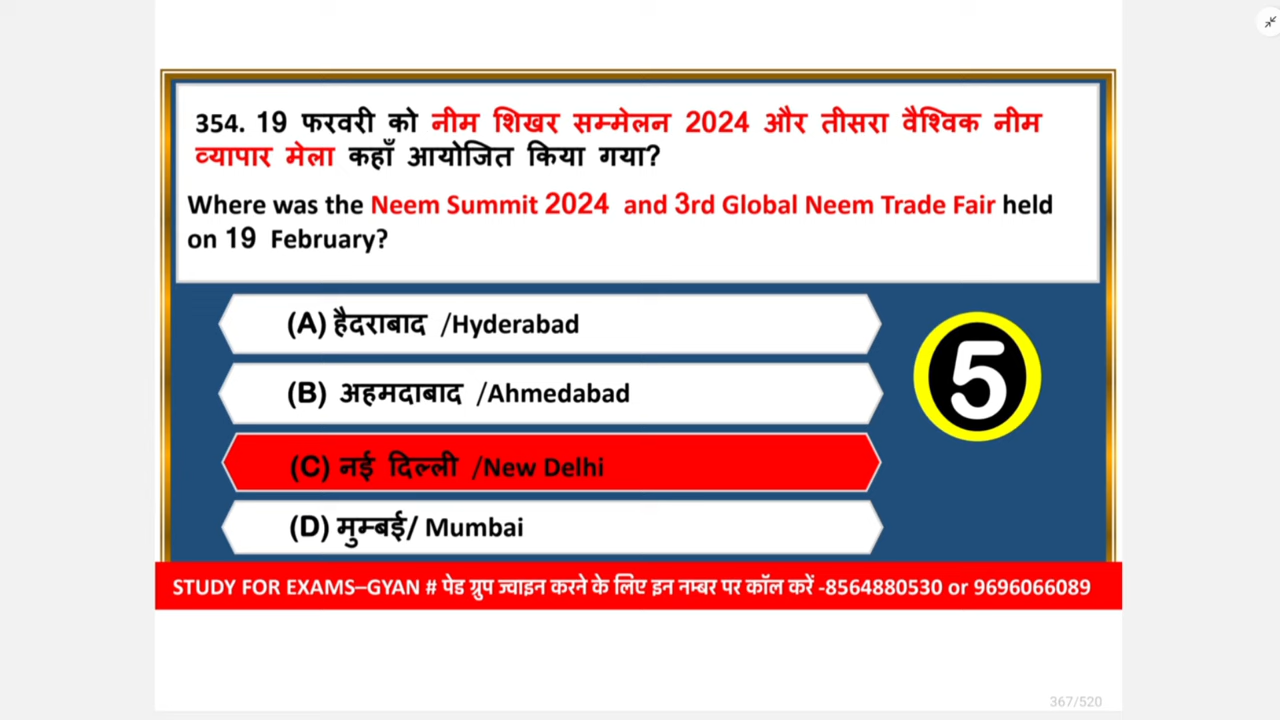 354. 19 फरवरी को नीम शिखर सम्मेलन 2024 और तीसरा वैश्विक नीम
व्यापार मेला कहाँ आयोजित किया गया?
Where was the Neem Summit 2024 and 3rd Global Neem Trade Fair held
on 19 February?
(A) हैदराबाद /Hyderabad
(B) अहमदाबाद /Ahmedabad
5
(C) नई दिल्ली /New Delhi
(D) मुम्बई/ Mumbai
STUDY FOR EXAMS–GYAN # पेड ग्रुप ज्वाइन करने के लिए इन नम्बर पर कॉल करें -8564880530 or 9696066089
367/520